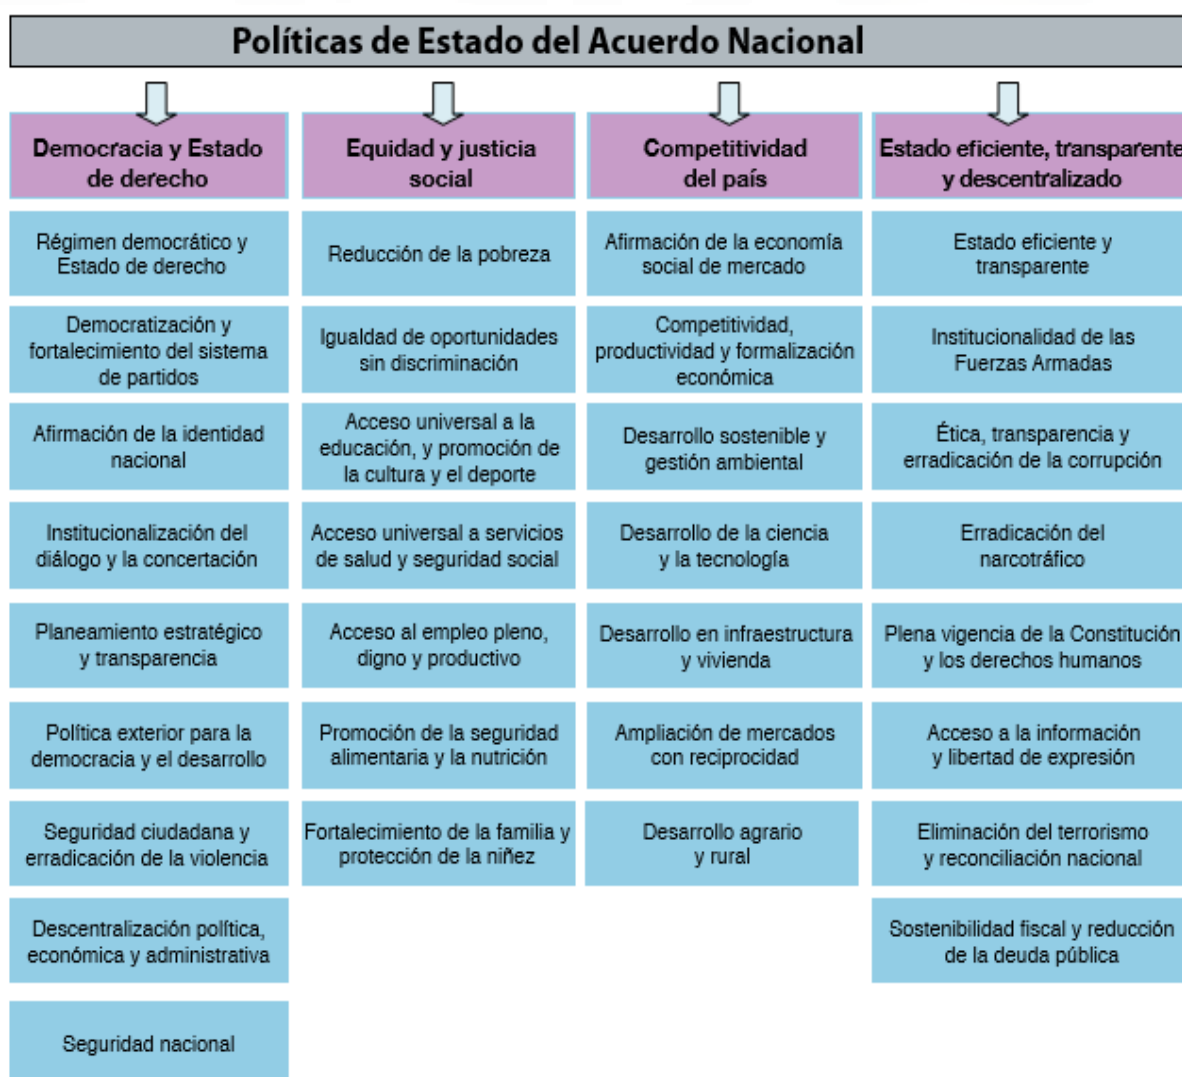 Políticas de Estado del Acuerdo Nacional
Democracia y Estado
de derecho
Régimen democrático y
Estado de derecho
Democratización y
fortalecimiento del sistema
de partidos
Afirmación de la identidad
nacional
Institucionalización del
diálogo y la concertación
Planeamiento estratégico
y transparencia
Política exterior para la
democracia y el desarrollo
Seguridad ciudadana y
erradicación de la violencia
Descentralización política,
económica y administrativa
Seguridad nacional
Equidad y justicia
social
Reducción de la pobreza
Igualdad de oportunidades
sin discriminación
Acceso universal a la
educación, y promoción de
la cultura y el deporte
Acceso universal a servicios
de salud y seguridad social
Acceso al empleo pleno,
digno y productivo
Promoción de la seguridad
alimentaria y la nutrición
Fortalecimiento de la familia y
protección de la niñez
Competitividad
del país
Afirmación de la economía
social de mercado
Competitividad,
productividad y formalización
económica
Desarrollo sostenible y
gestión ambiental
Desarrollo de la ciencia
y la tecnología
Desarrollo en infraestructura
y vivienda
Ampliación de mercados
con reciprocidad
Desarrollo agrario
y rural
Estado eficiente, transparente
y descentralizado
Estado eficiente y
transparente
Institucionalidad de las
Fuerzas Armadas
Ética, transparencia y
erradicación de la corrupción
Erradicación del
narcotráfico
Plena vigencia de la Constitución
y los derechos humanos
Acceso a la información
y libertad de expresión
Eliminación del terrorismo
y reconciliación nacional
Sostenibilidad fiscal y reducción
de la deuda pública